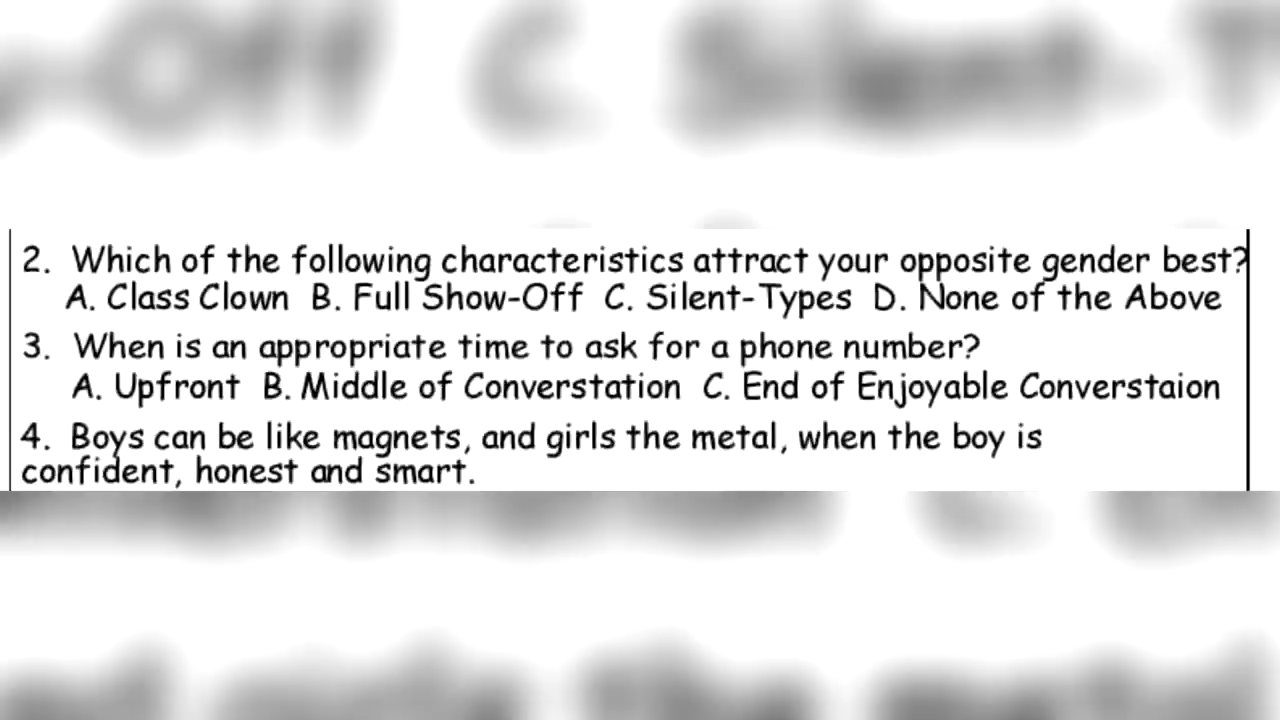 2. Which of the following characteristics attract your opposite gender best?
A. Class Clown B. Full Show-Off C. Silent-Types D. None of the Above
3. When is an appropriate time to ask for a phone number?
A. Upfront B. Middle of Converstation C. End of Enjoyable Converstaion
4. Boys can be like magnets, and girls the metal, when the boy is
confident, honest and smart.